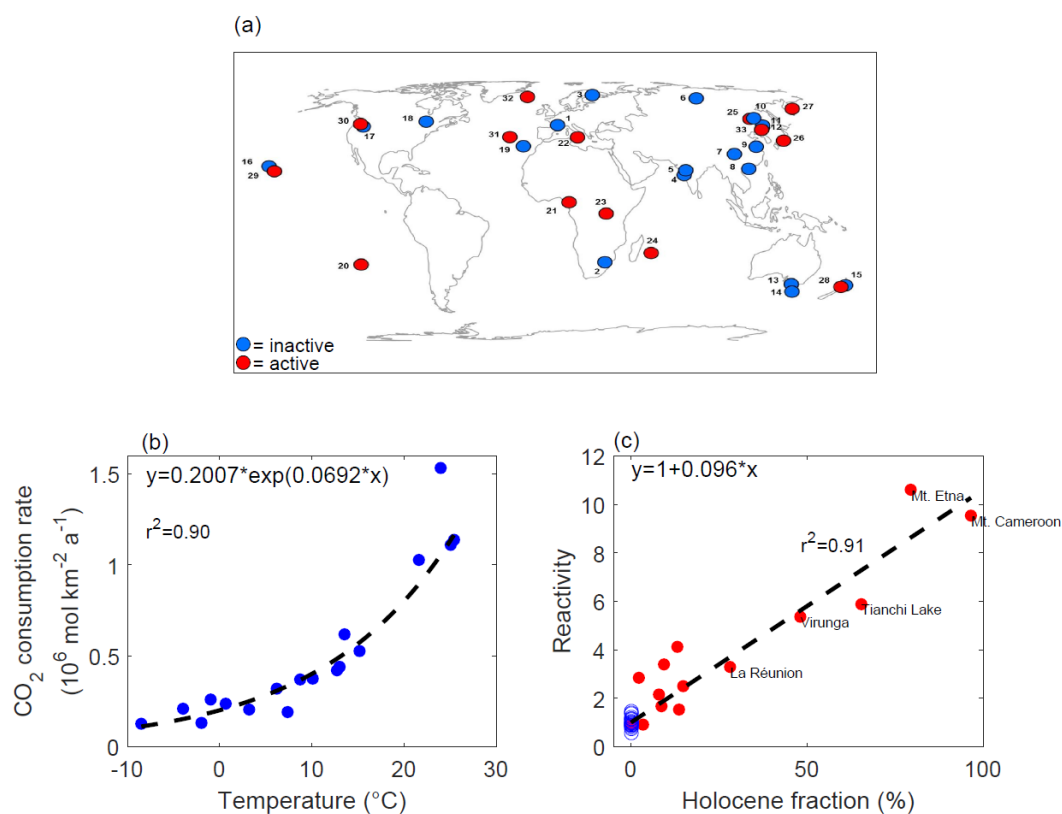 (a)
32
3
6
10
27
25
30
18
1
11
12
17
31
33
22
26
19
9
7
16
5
8
29
4
21
23
24
20
2
13
28
15
14
= inactive
= active
(b)
y=0.2007*exp(0.0692*x)
r²=0.90
1.5
1
0.5
0
-10
0
10
20
30
CO₂ consumption rate
(10⁶ mol km⁻² a⁻¹)
Temperature (°C)
(c)
y=1+0.096*x
r²=0.91
Mt. Etna
Mt. Cameroon
Tianchi Lake
Virunga
La Réunion
12
10
8
6
4
2
0
0
50
100
Reactivity
Holocene fraction (%)